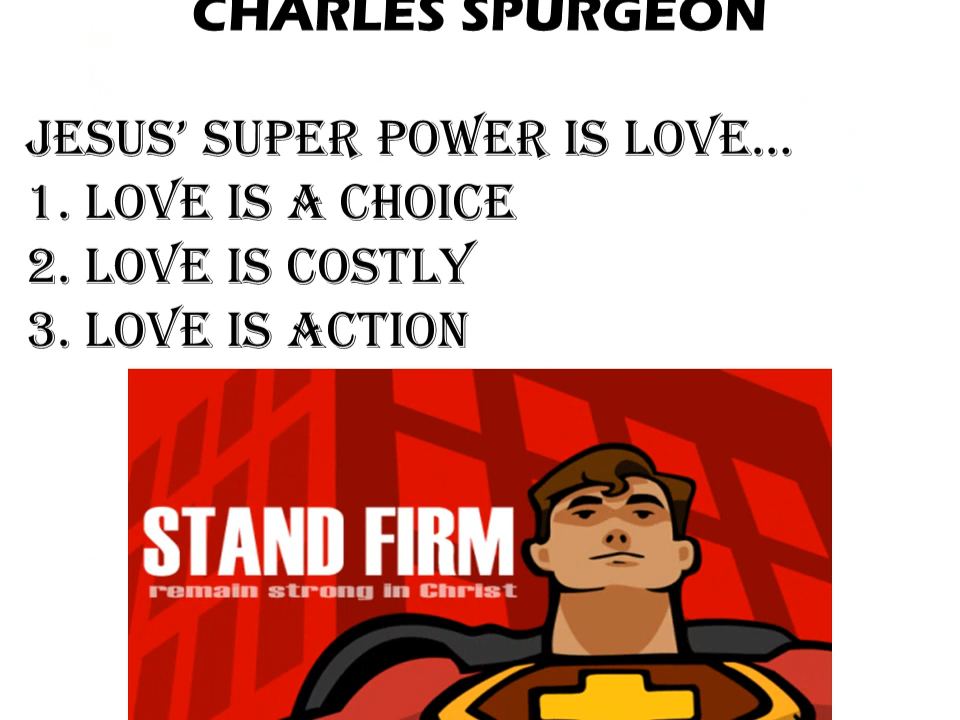 CHARLES SPURGEON
JESUS' SUPER POWER IS LOVE...
1. LOVE IS A CHOICE
2. LOVE IS COSTLY
3. LOVE IS ACTION
STAND FIRM
remain strong in Christ